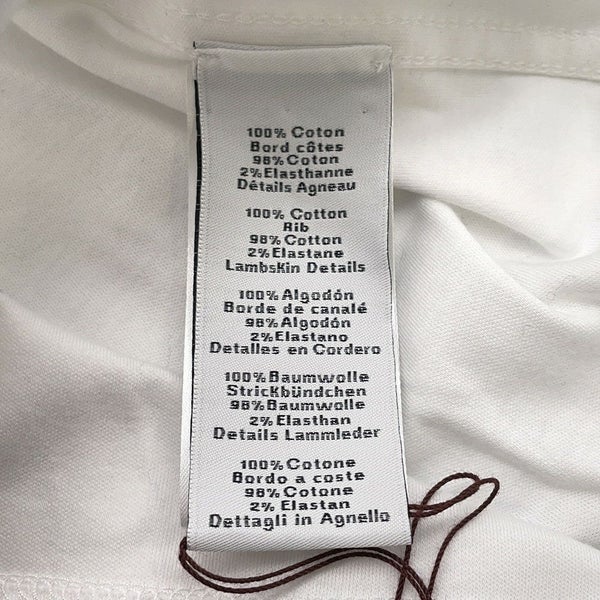 100% Coton
Bord côtes
98% Coton
2% Elasthanne
Détails Agneau
100% Cotton
Rib
98% Cotton
2% Elastane
LambsKin Details
100% Algodón
Borde de canalé
98% Algodón
2% Elastano
Detalles en Cordero
100% Baumwolle
StricKbündchen
98% Baumwolle
2% Elasthan
Details Lammleder
100% Cotone
Bordo a coste
98% Cotone
2% Elastan
Dettagli in Agnello